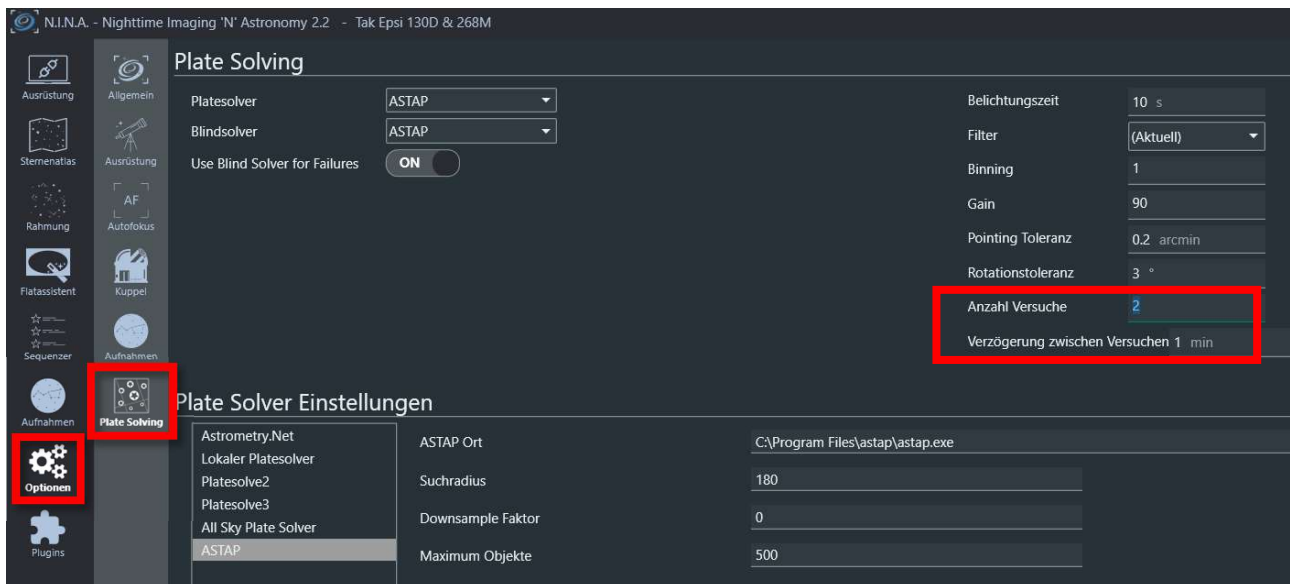 N.I.N.A. - Nighttime Imaging 'N' Astronomy 2.2 - Tak Epsi 130D & 268M
Ausrüstung
Sternenatlas
Rahmung
Flatassistent
Sequenzer
Aufnahmen
Optionen
Plugins
Allgemein
Ausrüstung
AF
Autofokus
Kuppel
Aufnahmen
Plate Solving
Plate Solving
Platesolver ASTAP
Blindsolver ASTAP
Use Blind Solver for Failures ON
Belichtungszeit 10 s
Filter (Aktuell)
Binning 1
Gain 90
Pointing Toleranz 0.2 arcmin
Rotationstoleranz 3 °
Anzahl Versuche 2
Verzögerung zwischen Versuchen 1 min
Plate Solver Einstellungen
Astrometry.Net
Lokaler Platesolver
Platesolve2
Platesolve3
All Sky Plate Solver
ASTAP
ASTAP Ort C:\Program Files\astap\astap.exe
Suchradius 180
Downsample Faktor 0
Maximum Objekte 500